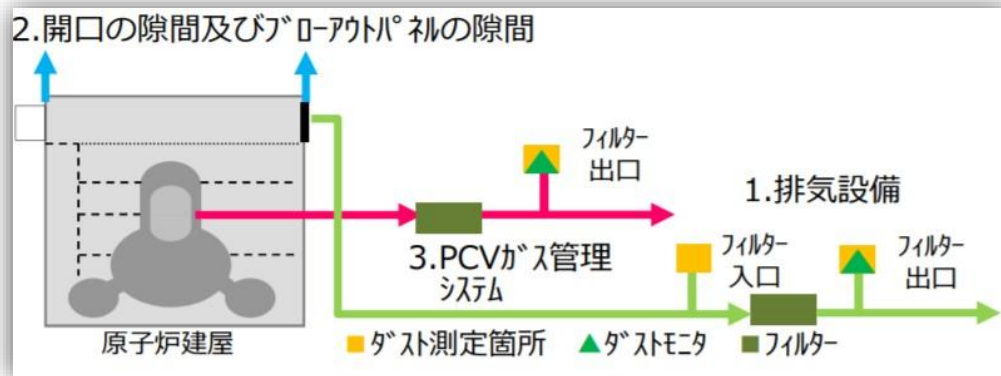 2.開口の隙間及びﾌﾞﾛｰｱｳﾄﾊﾟﾈﾙの隙間
ﾌｨﾙﾀｰ
出口
1.排気設備
3.PCVｶﾞｽ管理
ｼｽﾃﾑ
ﾌｨﾙﾀｰ
入口
ﾌｨﾙﾀｰ
出口
原子炉建屋
■ﾀﾞｽﾄ測定箇所 ▲ﾀﾞｽﾄﾓﾆﾀ ■ﾌｨﾙﾀｰ